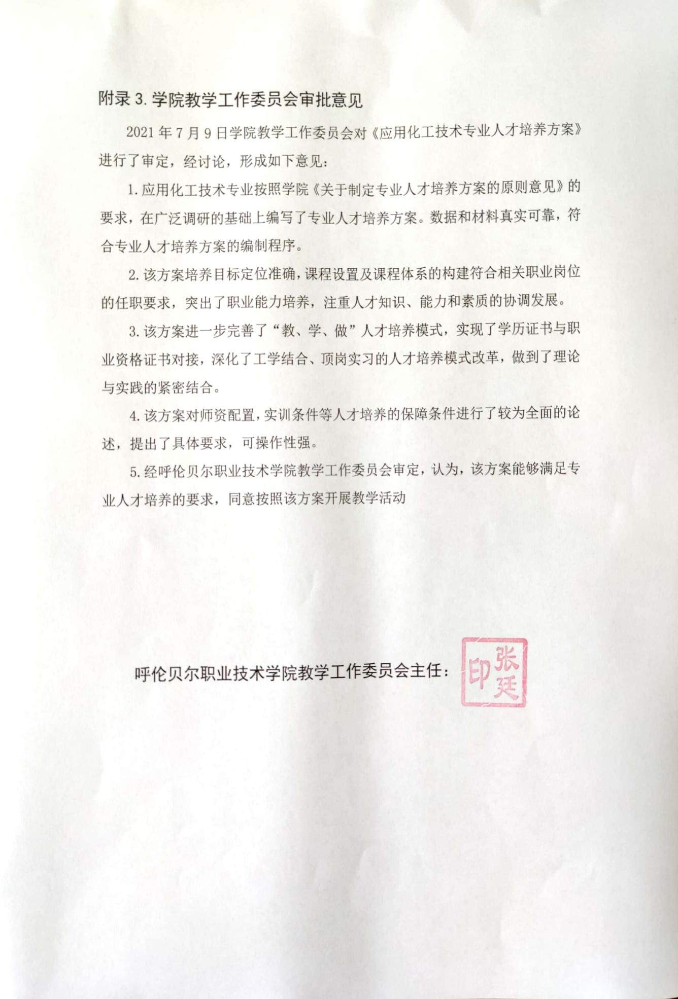 附录 3. 学院教学工作委员会审批意见
2021 年 7 月 9 日学院教学工作委员会对《应用化工技术专业人才培养方案》
进行了审定，经讨论，形成如下意见：
1. 应用化工技术专业按照学院《关于制定专业人才培养方案的原则意见》的
要求，在广泛调研的基础上编写了专业人才培养方案。数据和材料真实可靠，符
合专业人才培养方案的编制程序。
2. 该方案培养目标定位准确，课程设置及课程体系的构建符合相关职业岗位
的任职要求，突出了职业能力培养，注重人才知识、能力和素质的协调发展。
3. 该方案进一步完善了“教、学、做”人才培养模式，实现了学历证书与职
业资格证书对接，深化了工学结合、顶岗实习的人才培养模式改革，做到了理论
与实践的紧密结合。
4. 该方案对师资配置，实训条件等人才培养的保障条件进行了较为全面的论
述，提出了具体要求，可操作性强。
5. 经呼伦贝尔职业技术学院教学工作委员会审定，认为，该方案能够满足专
业人才培养的要求，同意按照该方案开展教学活动
呼伦贝尔职业技术学院教学工作委员会主任：
张廷印